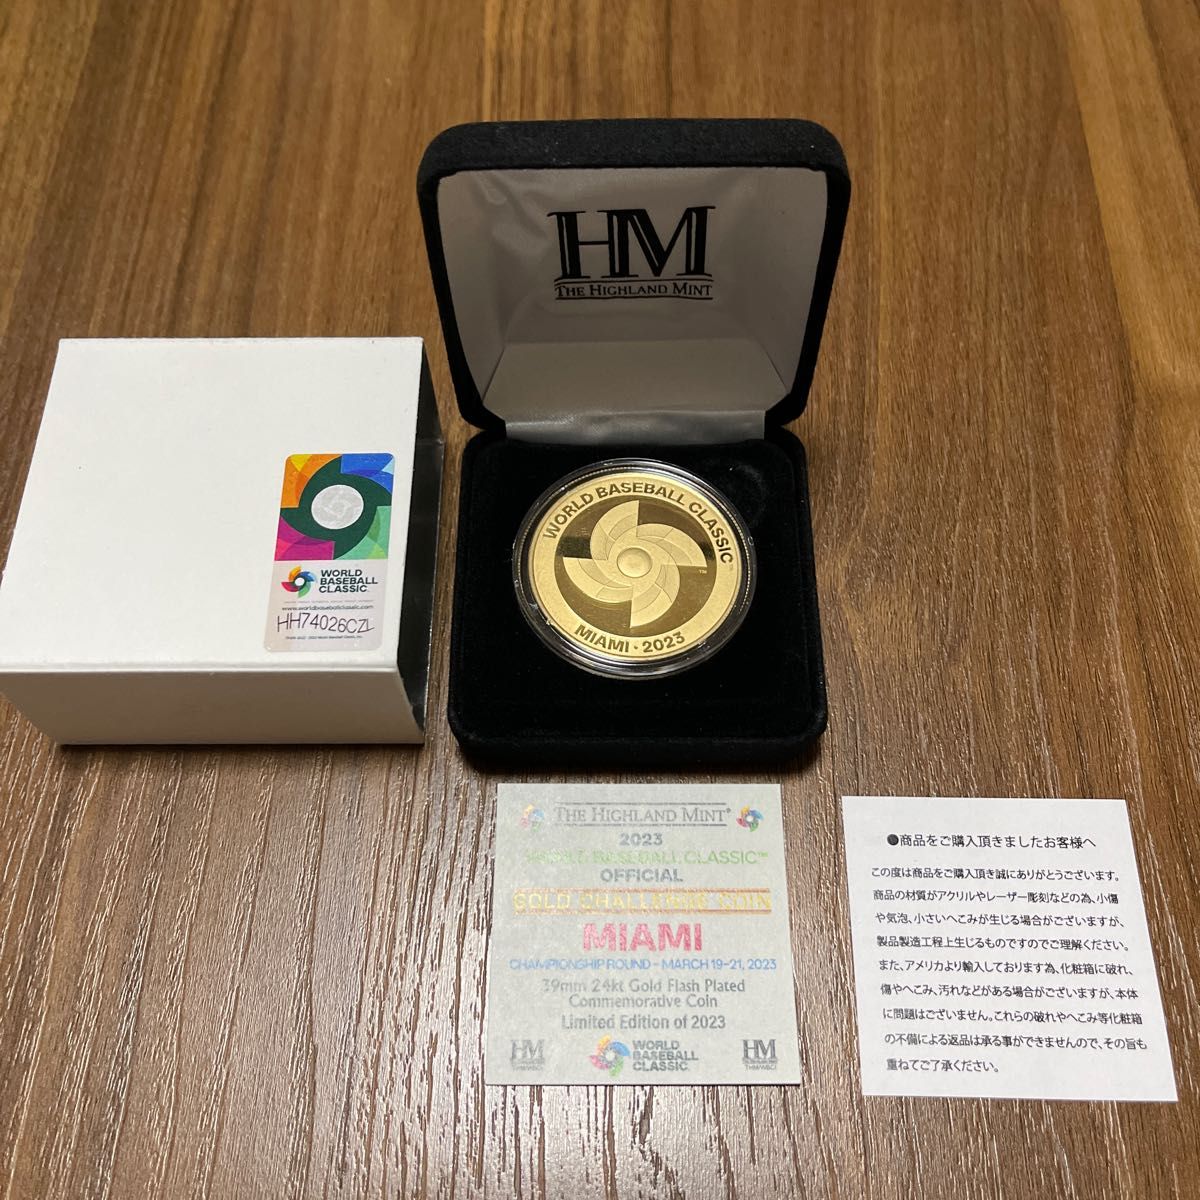 HM
THE HIGHLAND MINT
WORLD BASEBALL CLASSIC
MIAMI · 2023
WORLD
BASEBALL
CLASSIC
www.worldbaseballclassic.com
HH74026CZL
THE HIGHLAND MINT®
2023
WORLD BASEBALL CLASSIC™
OFFICIAL
GOLD CHALLENGE COIN
MIAMI
CHAMPIONSHIP ROUND - MARCH 19-21, 2023
39mm 24kt Gold Flash Plated
Commemorative Coin
Limited Edition of 2023
HM
THM/WBCI
WORLD
BASEBALL
CLASSIC
HM
THM/WBCI
●商品をご購入頂きましたお客様へ
この度は商品をご購入頂き誠にありがとうございます。
商品の材質がアクリルやレーザー彫刻などの為、小傷
や気泡、小さいへこみが生じる場合がございますが、
製品製造工程上生じるものですのでご理解ください。
また、アメリカより輸入しております為、化粧箱に破れ、
傷やへこみ、汚れなどがある場合がございますが、本体
に問題はございません。これらの破れやへこみ等化粧箱
の不備による返品は承る事ができませんので、その旨も
重ねてご了承ください。